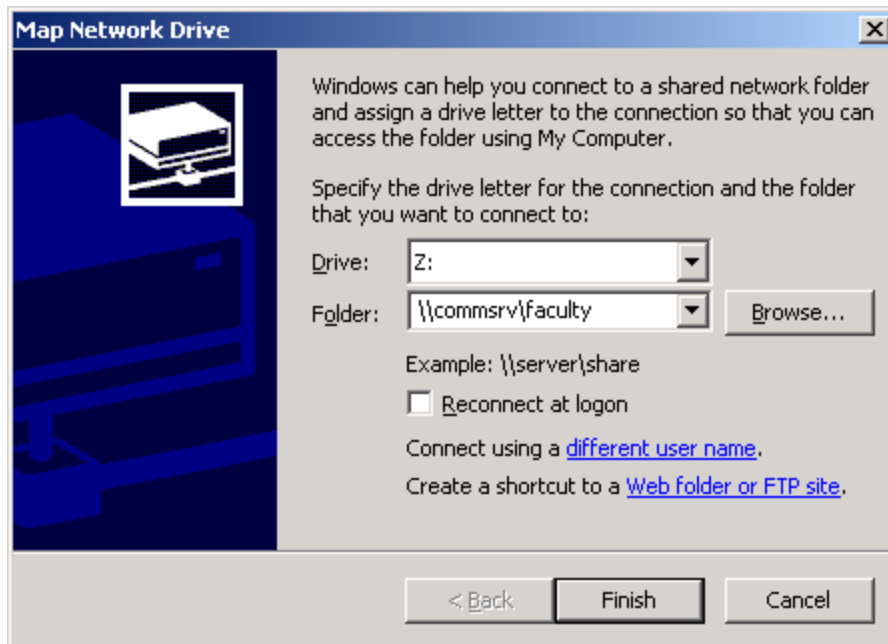 Map Network Drive
Windows can help you connect to a shared network folder
and assign a drive letter to the connection so that you can
access the folder using My Computer.
Specify the drive letter for the connection and the folder
that you want to connect to:
Drive: Z:
Folder: \\commsrv\faculty Browse...
Example: \\server\share
Reconnect at logon
Connect using a different user name.
Create a shortcut to a Web folder or FTP site.
< Back Finish Cancel